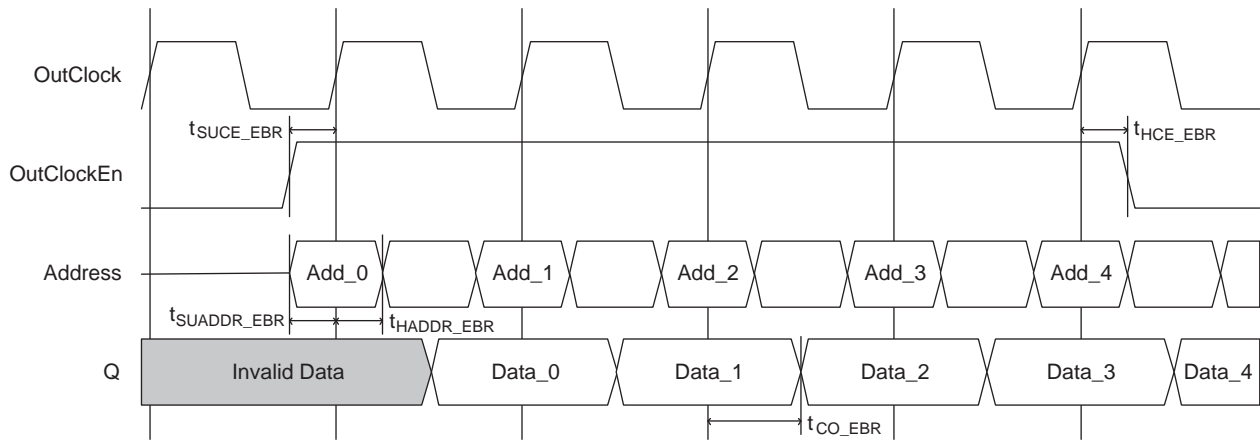 OutClock
tSUCE_EBR
tHCE_EBR
OutClockEn
Address Add_0 Add_1 Add_2 Add_3 Add_4
tSUADDR_EBR tHADDR_EBR
Q Invalid Data Data_0 Data_1 Data_2 Data_3 Data_4
tCO_EBR